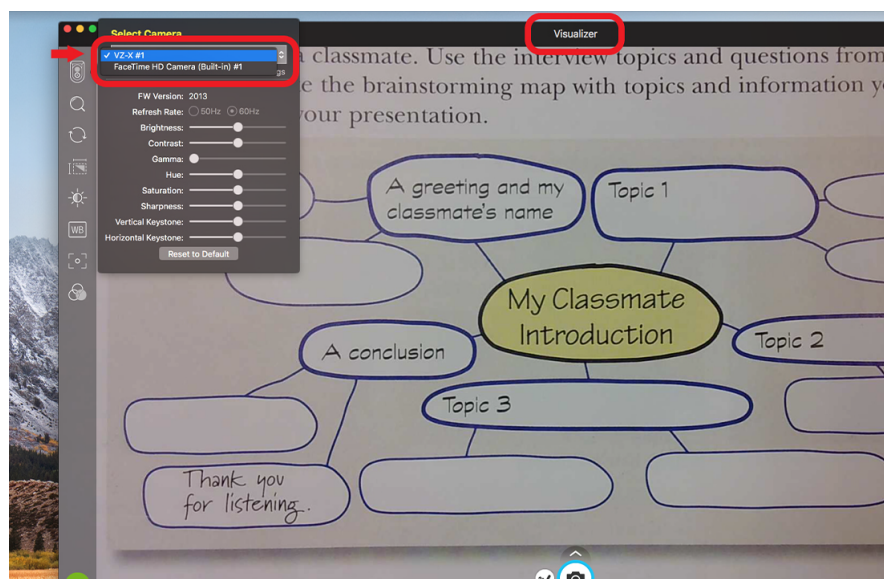 Select Camera
Visualizer
✓ VZ-X #1
FaceTime HD Camera (Built-in) #1
gs
FW Version: 2013
Refresh Rate: 50Hz 60Hz
Brightness:
Contrast:
Gamma:
Hue:
Saturation:
Sharpness:
Vertical Keystone:
Horizontal Keystone:
Reset to Default
WB
a classmate. Use the interview topics and questions from
e the brainstorming map with topics and information y
our presentation.
A greeting and my
classmate's name
Topic 1
My Classmate
Introduction
Topic 2
A conclusion
Topic 3
Thank you
for listening.